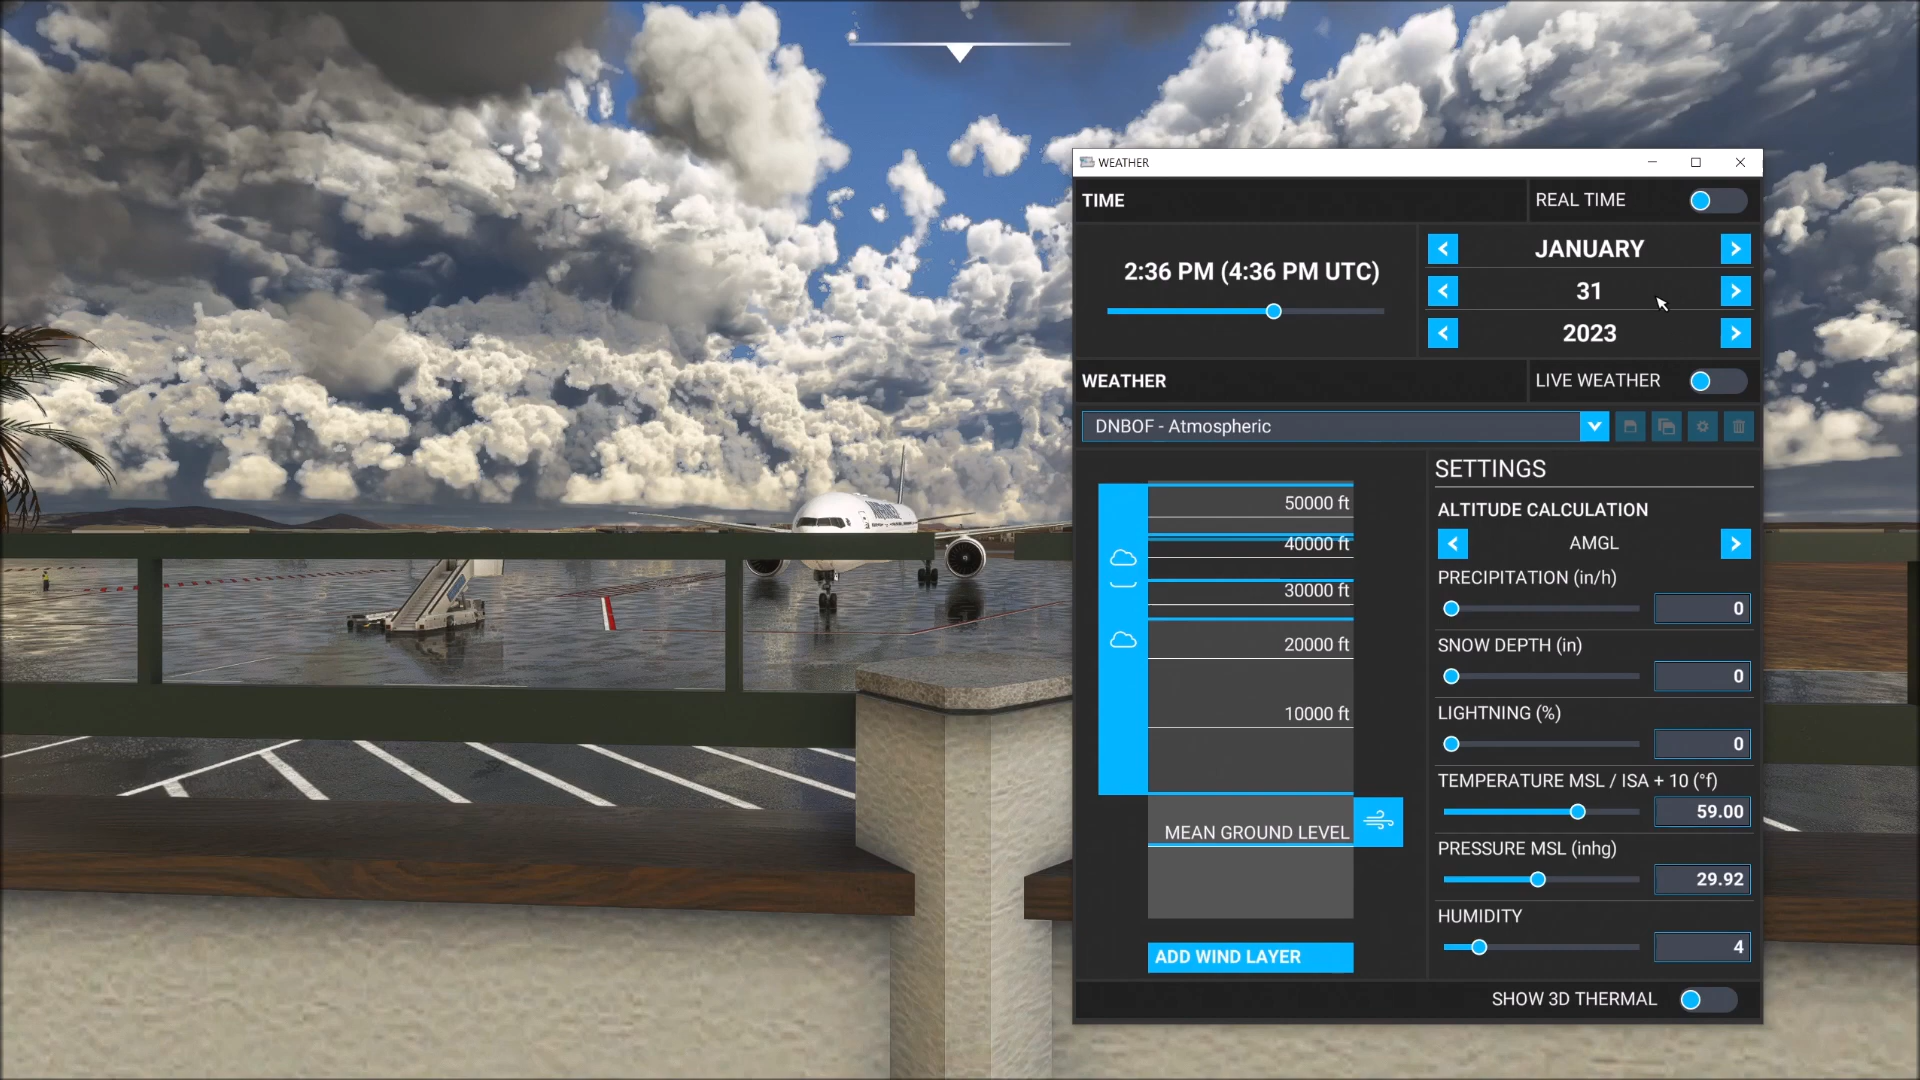 WEATHER
TIME
REAL TIME
2:36 PM (4:36 PM UTC)
JANUARY
31
2023
WEATHER
LIVE WEATHER
DNBOF - Atmospheric
50000 ft
40000 ft
30000 ft
20000 ft
10000 ft
MEAN GROUND LEVEL
ADD WIND LAYER
SETTINGS
ALTITUDE CALCULATION
AMGL
PRECIPITATION (in/h)
0
SNOW DEPTH (in)
0
LIGHTNING (%)
0
TEMPERATURE MSL / ISA + 10 (°f)
59.00
PRESSURE MSL (inhg)
29.92
HUMIDITY
4
SHOW 3D THERMAL